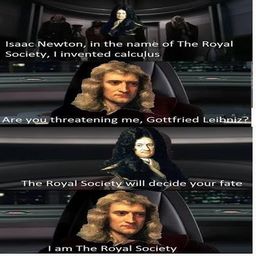 Isaac Newton, in the name of The Royal
Society, I invented calculus
Are you threatening me, Gottfried Leibniz?
The Royal Society will decide your fate
I am The Royal Society